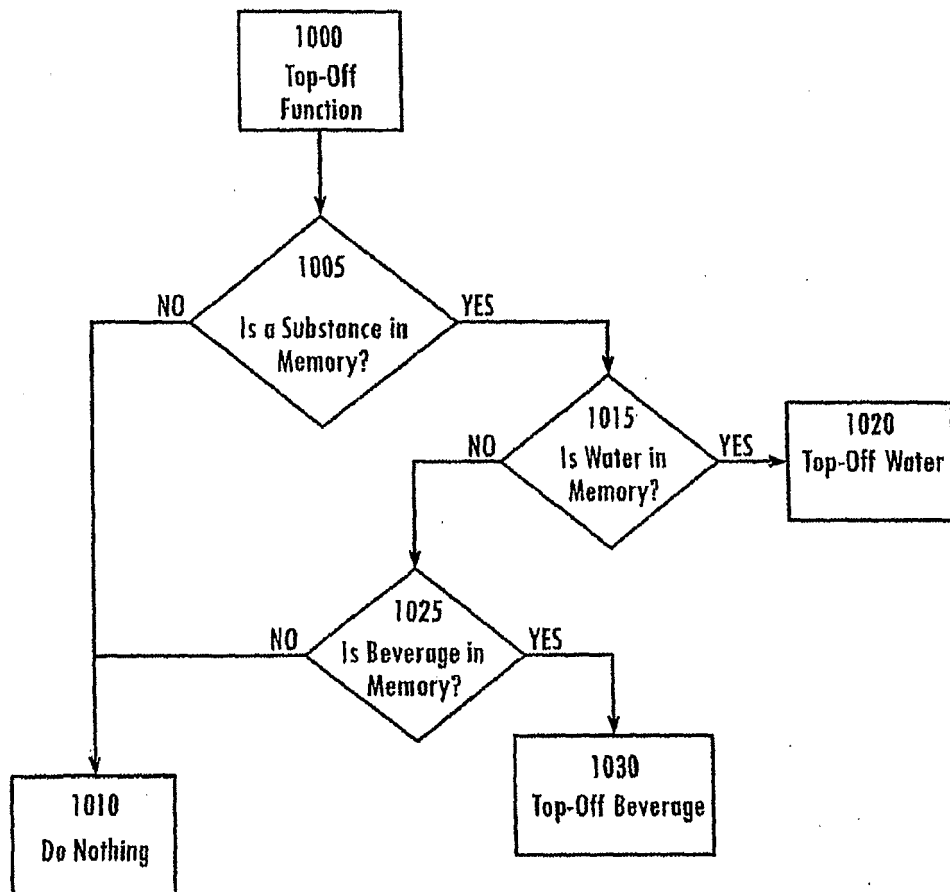 1000
Top-Off
Function
1005
NO
YES
Is a Substance in
Memory?
1015
NO
YES
Is Water in
Memory?
1020
Top-Off Water
1025
NO
YES
Is Beverage in
Memory?
1030
Top-Off Beverage
1010
Do Nothing